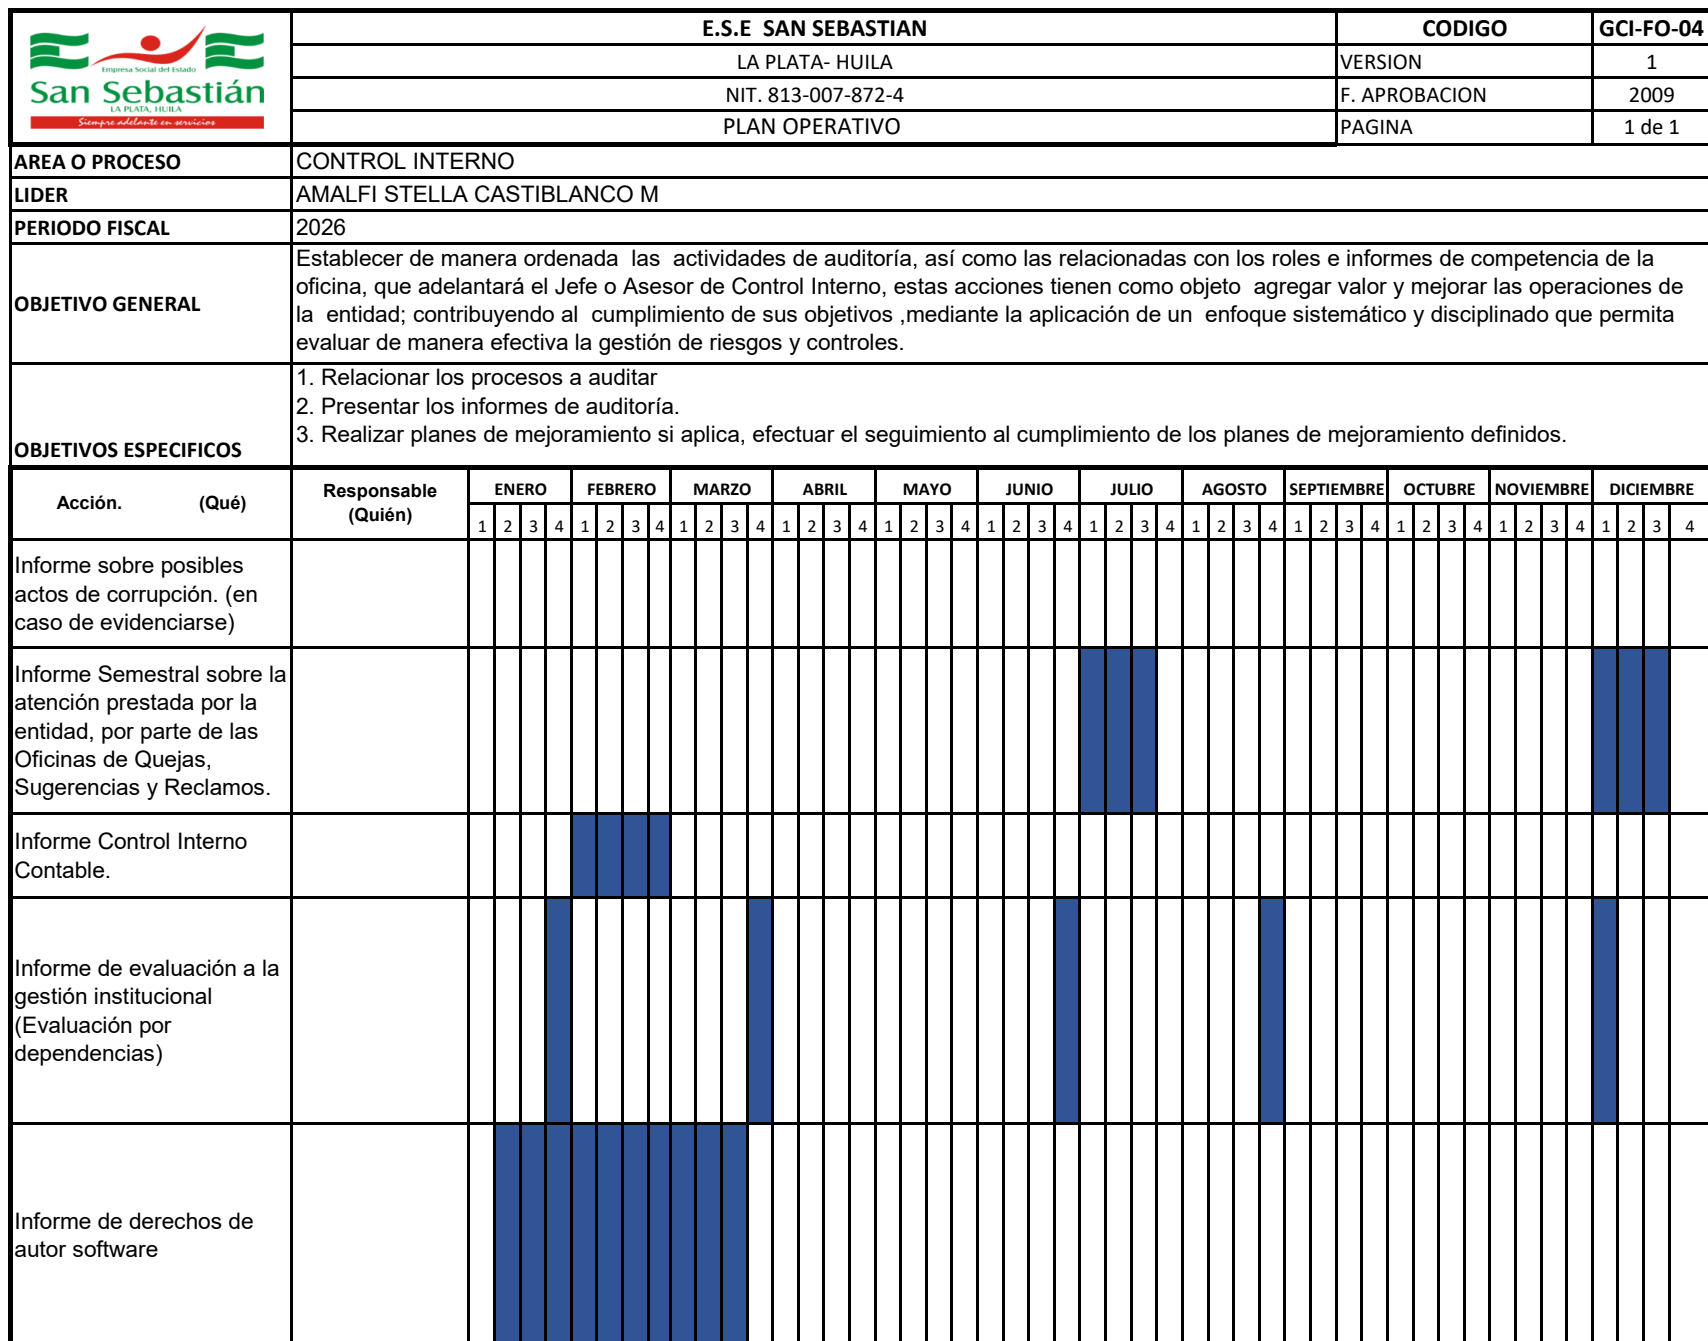 Empresa Social del Estado
San Sebastián
LA PLATA, HUILA
Siempre adelante en servicios
E.S.E  SAN SEBASTIAN
CODIGO GCI-FO-04
LA PLATA- HUILA
VERSION 1
NIT. 813-007-872-4
F. APROBACION 2009
PLAN OPERATIVO
PAGINA 1 de 1
AREA O PROCESO CONTROL INTERNO
LIDER AMALFI STELLA CASTIBLANCO M
PERIODO FISCAL 2026
OBJETIVO GENERAL
Establecer de manera ordenada  las  actividades de auditoría, así como las relacionadas con los roles e informes de competencia de la
oficina, que adelantará el Jefe o Asesor de Control Interno, estas acciones tienen como objeto  agregar valor y mejorar las operaciones de
la  entidad; contribuyendo al  cumplimiento de sus objetivos ,mediante la aplicación de un  enfoque sistemático y disciplinado que permita
evaluar de manera efectiva la gestión de riesgos y controles.
OBJETIVOS ESPECIFICOS
1. Relacionar los procesos a auditar
2. Presentar los informes de auditoría.
3. Realizar planes de mejoramiento si aplica, efectuar el seguimiento al cumplimiento de los planes de mejoramiento definidos.
Acción. (Qué)
Responsable
(Quién)
ENERO FEBRERO MARZO ABRIL MAYO JUNIO JULIO AGOSTO SEPTIEMBRE OCTUBRE NOVIEMBRE DICIEMBRE
1 2 3 4 1 2 3 4 1 2 3 4 1 2 3 4 1 2 3 4 1 2 3 4 1 2 3 4 1 2 3 4 1 2 3 4 1 2 3 4 1 2 3 4 1 2 3 4
Informe sobre posibles
actos de corrupción. (en
caso de evidenciarse)
Informe Semestral sobre la
atención prestada por la
entidad, por parte de las
Oficinas de Quejas,
Sugerencias y Reclamos.
Informe Control Interno
Contable.
Informe de evaluación a la
gestión institucional
(Evaluación por
dependencias)
Informe de derechos de
autor software